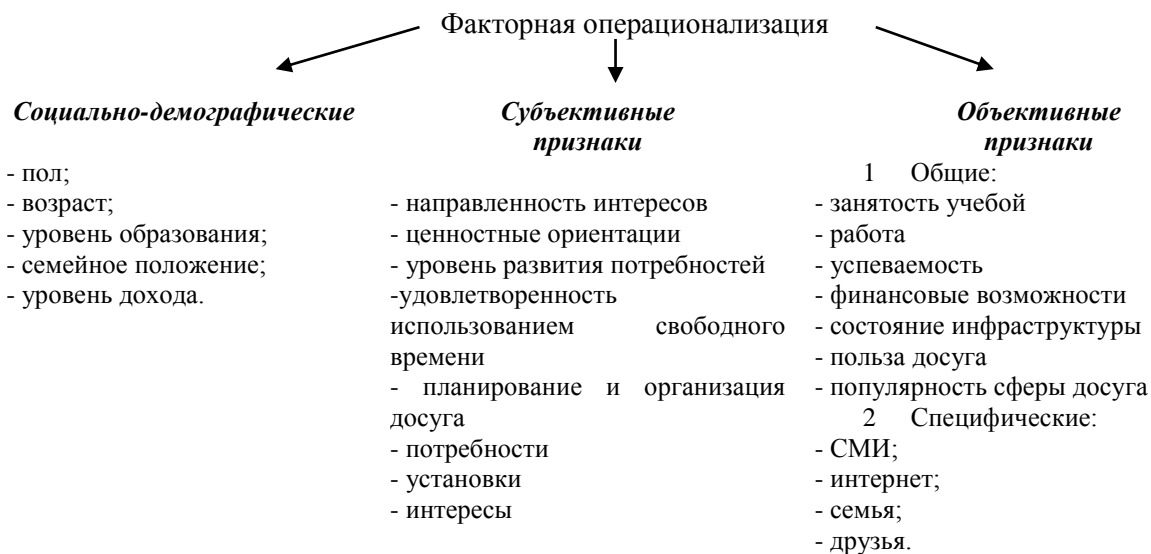 Факторная операционализация
Социально-демографические
- пол;
- возраст;
- уровень образования;
- семейное положение;
- уровень дохода.
Субъективные
признаки
- направленность интересов
- ценностные ориентации
- уровень развития потребностей
-удовлетворенность
использованием свободного
времени
- планирование и организация
досуга
- потребности
- установки
- интересы
Объективные
признаки
1 Общие:
- занятость учебой
- работа
- успеваемость
- финансовые возможности
- состояние инфраструктуры
- польза досуга
- популярность сферы досуга
2 Специфические:
- СМИ;
- интернет;
- семья;
- друзья.